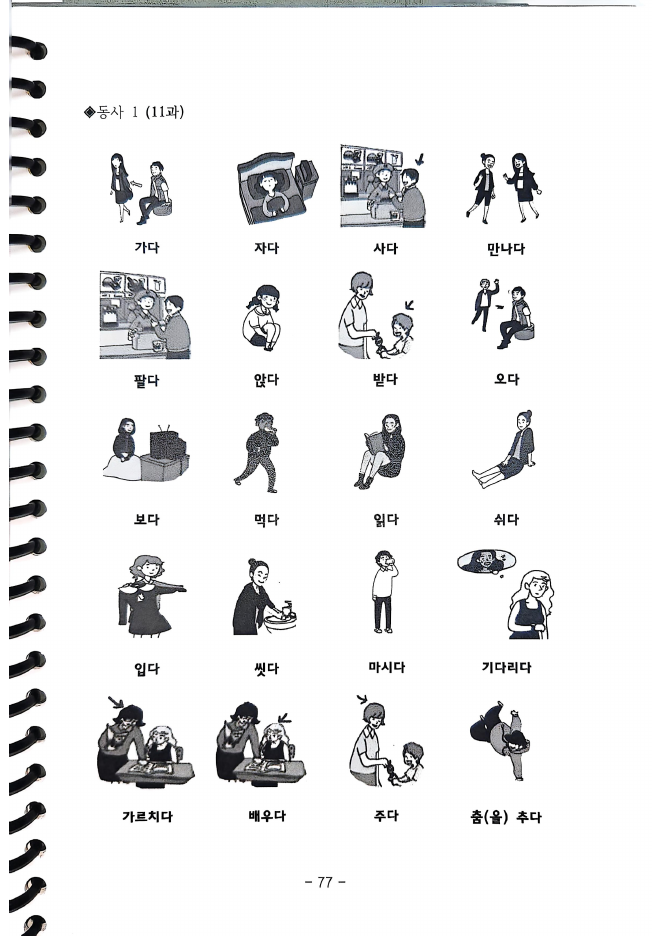 ◈동사 1 (11과)
가다 자다 사다 만나다
팔다 앉다 받다 오다
보다 먹다 읽다 쉬다
입다 씻다 마시다 기다리다
가르치다 배우다 주다 춤(을) 추다
- 77 -